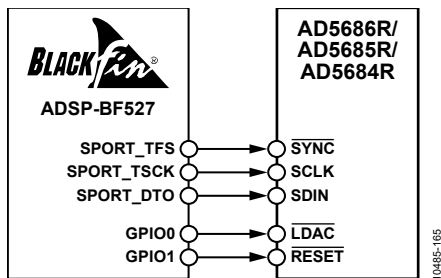 BLACKfin®
ADSP-BF527
SPORT_TFS
SPORT_TSCK
SPORT_DTO
GPIO0
GPIO1
AD5686R/
AD5685R/
AD5684R
SYNC
SCLK
SDIN
LDAC
RESET
10485-165